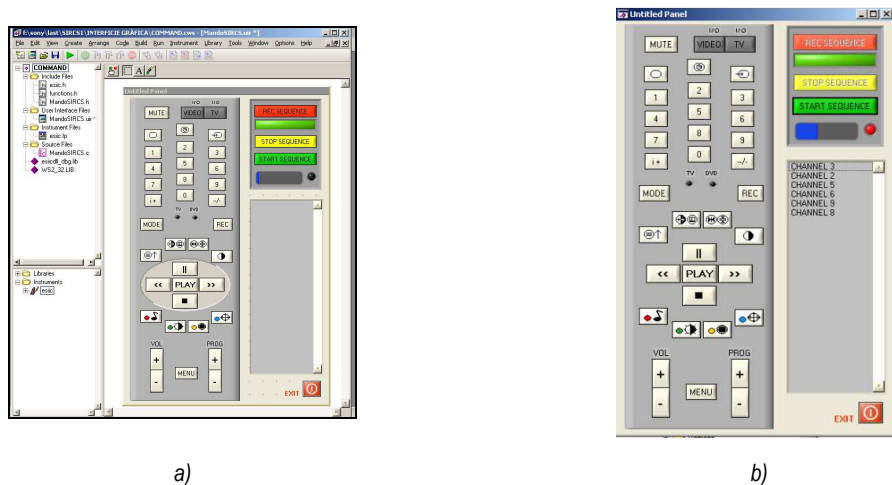 E:\sony\last\SIRCS1\INTERFICIE GRÀFICA\COMMAND.cws - [MandoSIRCS.uir *]
File Edit View Create Arrange Code Build Run Instrument Library Tools Window Options Help
COMMAND
Include Files
esiic.h
functions.h
MandoSIRCS.h
User Interface Files
MandoSIRCS.uir *
Instrument Files
esiic.fp
Source Files
MandoSIRCS.c
esiicdll_dbg.lib
WS2_32.LIB
Libraries
Instruments
esiic
Untitled Panel
I/O I/O
MUTE VIDEO TV
1 2 3
4 5 6
7 8 9
i+ 0 -/-
TV DVD
MODE REC
II
<< PLAY >>
VOL PROG
+ +
MENU
- -
REC SEQUENCE
STOP SEQUENCE
START SEQUENCE
EXIT
a)
Untitled Panel
I/O I/O
MUTE VIDEO TV
1 2 3
4 5 6
7 8 9
i+ 0 -/-
TV DVD
MODE REC
II
<< PLAY >>
VOL PROG
+ +
MENU
- -
REC SEQUENCE
STOP SEQUENCE
START SEQUENCE
CHANNEL 3
CHANNEL 2
CHANNEL 5
CHANNEL 6
CHANNEL 9
CHANNEL 8
EXIT
b)